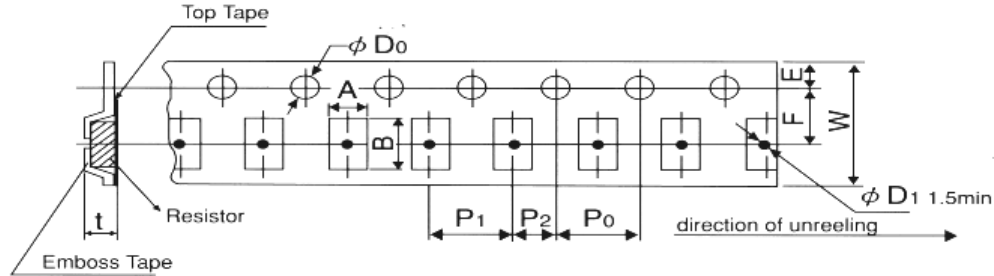 Top Tape
φ D0
A
B
E
F
W
φ D1 1.5min
P1
P2
P0
direction of unreeling
Resistor
t
Emboss Tape